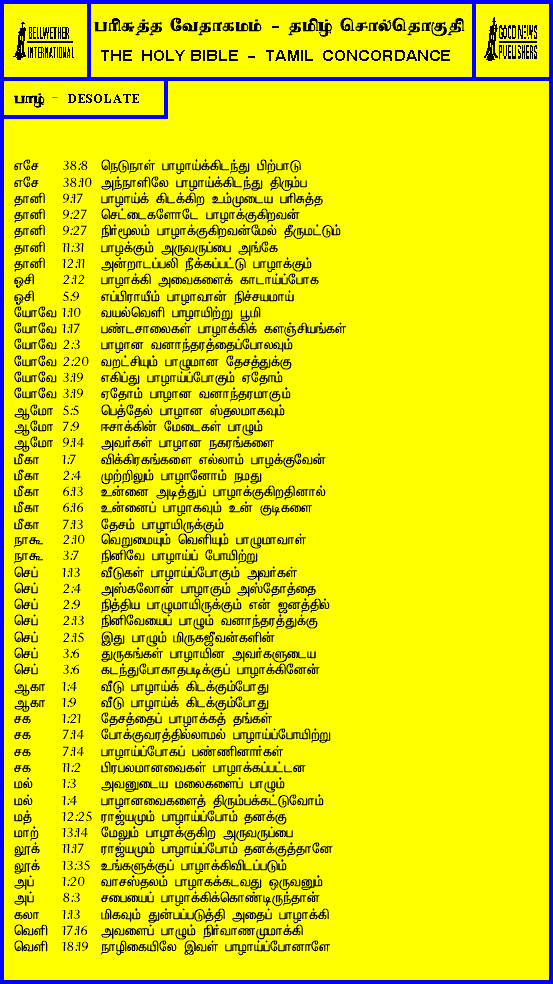 BELLWETHER
INTERNATIONAL
பரிசுத்த வேதாகமம் - தமிழ் சொல்தொகுதி
THE HOLY BIBLE - TAMIL CONCORDANCE
GOOD NEWS
PUBLISHERS
பாழ் - DESOLATE
எசே 38:8 நெடுநாள் பாழாய்க்கிடந்து பிற்பாடு
எசே 38:10 அந்நாளிலே பாழாய்க்கிடந்து திரும்ப
தானி 9:17 பாழாய்க் கிடக்கிற உம்முடைய பரிசுத்த
தானி 9:27 செட்டைகளோடே பாழாக்குகிறவன்
தானி 9:27 நிர்மூலம் பாழாக்குகிறவன்மேல் தீருமட்டும்
தானி 11:31 பாழக்கும் அருவருப்பை அங்கே
தானி 12:11 அன்றாடப்பலி நீக்கப்பட்டு பாழாக்கும்
ஓசி 2:12 பாழாக்கி அவைகளைக் காடாய்ப்போக
ஓசி 5:9 எப்பிராயீம் பாழாவான் நிச்சயமாய்
யோவே 1:10 வயல்வெளி பாழாயிற்று பூமி
யோவே 1:17 பண்டசாலைகள் பாழாக்கிக் களஞ்சியங்கள்
யோவே 2:3 பாழான வனாந்தரத்தைப்போலவும்
யோவே 2:20 வறட்சியும் பாழுமான தேசத்துக்கு
யோவே 3:19 எகிப்து பாழாய்ப்போகும் ஏதோம்
யோவே 3:19 ஏதோம் பாழான வனாந்தரமாகும்
ஆமோ 5:5 பெத்தேல் பாழான ஸ்தலமாகவும்
ஆமோ 7:9 ஈசாக்கின் மேடைகள் பாழும்
ஆமோ 9:14 அவர்கள் பாழான நகரங்களை
மீகா 1:7 விக்கிரகங்களை எல்லாம் பாழக்குவேன்
மீகா 2:4 முற்றிலும் பாழானோம் நமது
மீகா 6:13 உன்னை அடித்துப் பாழாக்குகிறதினால்
மீகா 6:16 உன்னைப் பாழாகவும் உன் குடிகளை
மீகா 7:13 தேசம் பாழாயிருக்கும்
நாகூ 2:10 வெறுமையும் வெளியும் பாழுமாவாள்
நாகூ 3:7 நினிவே பாழாய்ப் போயிற்று
செப் 1:13 வீடுகள் பாழாய்ப்போகும் அவர்கள்
செப் 2:4 அஸ்கலோன் பாழாகும் அஸ்தோத்தை
செப் 2:9 நித்திய பாழுமாயிருக்கும் என் ஜனத்தில்
செப் 2:13 நினிவேயைப் பாழும் வனாந்தரத்துக்கு
செப் 2:15 இது பாழும் மிருகஜீவன்களின்
செப் 3:6 துருகங்கள் பாழாயின அவர்களுடைய
செப் 3:6 கடந்துபோகாதபடிக்குப் பாழாக்கினேன்
ஆகா 1:4 வீடு பாழாய்க் கிடக்கும்போது
ஆகா 1:9 வீடு பாழாய்க் கிடக்கும்போது
சக 1:21 தேசத்தைப் பாழாக்கத் தங்கள்
சக 7:14 போக்குவரத்தில்லாமல் பாழாய்ப்போயிற்று
சக 7:14 பாழாய்ப்போகப் பண்ணினார்கள்
சக 11:2 பிரபலமானவைகள் பாழாக்கப்பட்டன
மல் 1:3 அவனுடைய மலைகளைப் பாழும்
மல் 1:4 பாழானவைகளைத் திரும்பக்கட்டுவோம்
மத் 12:25 ராஜ்யமும் பாழாய்ப்போம் தனக்கு
மாற் 13:14 மேலும் பாழாக்குகிற அருவருப்பை
லூக் 11:17 ராஜ்யமும் பாழாய்ப்போம் தனக்குத்தானே
லூக் 13:35 உங்களுக்குப் பாழாக்கிவிடப்படும்
அப் 1:20 வாசஸ்தலம் பாழாகக்கடவது ஒருவனும்
அப் 8:3 சபையைப் பாழாக்கிக்கொண்டிருந்தான்
கலா 1:13 மிகவும் துன்பப்படுத்தி அதைப் பாழாக்கி
வெளி 17:16 அவளைப் பாழும் நிர்வாணமுமாக்கி
வெளி 18:19 நாழிகையிலே இவள் பாழாய்ப்போனாளே